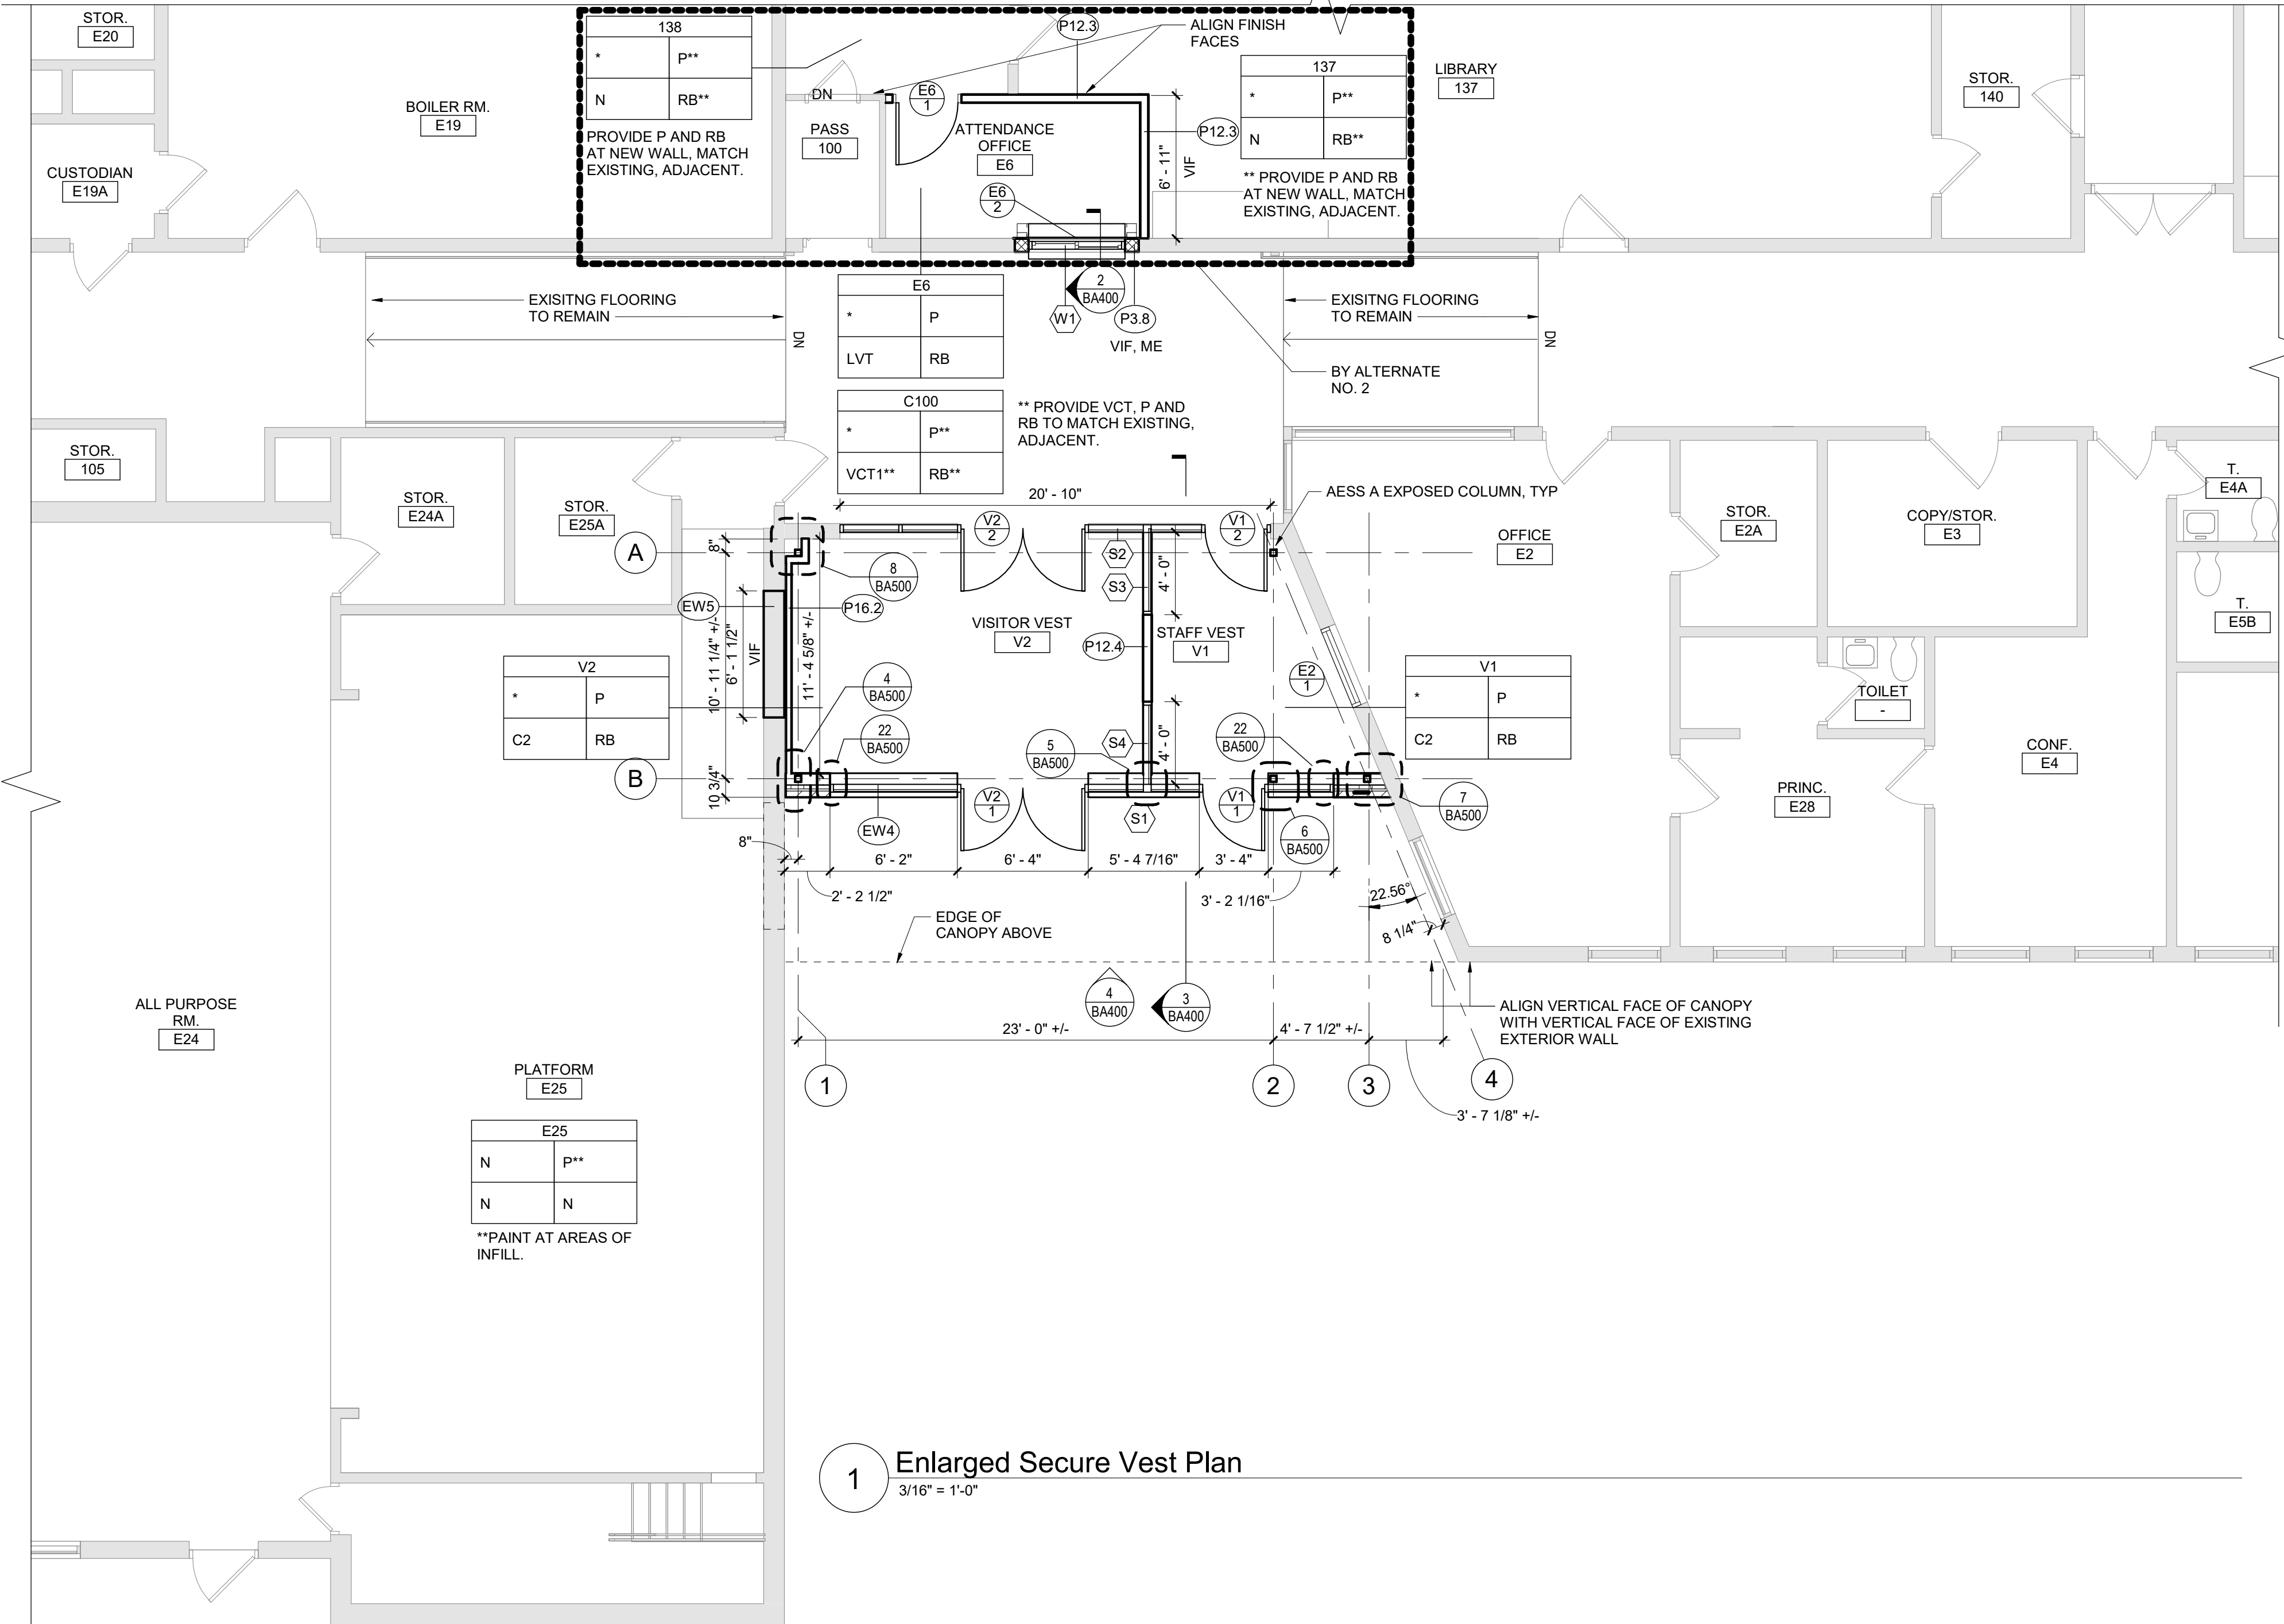 STOR.
E20
BOILER RM.
E19
CUSTODIAN
E19A
138
*
P**
N
RB**
PROVIDE P AND RB
AT NEW WALL, MATCH
EXISTING, ADJACENT.
DN
PASS
100
E6
1
P12.3
ALIGN FINISH
FACES
ATTENDANCE
OFFICE
E6
E6
2
P12.3
6' - 11"
VIF
137
*
P**
N
RB**
** PROVIDE P AND RB
AT NEW WALL, MATCH
EXISTING, ADJACENT.
LIBRARY
137
STOR.
140
EXISITNG FLOORING
TO REMAIN
DN
E6
*
P
LVT
RB
2
BA400
W1
P3.8
VIF, ME
EXISITNG FLOORING
TO REMAIN
DN
BY ALTERNATE
NO. 2
C100
*
P**
VCT1**
RB**
** PROVIDE VCT, P AND
RB TO MATCH EXISTING,
ADJACENT.
20' - 10"
STOR.
105
STOR.
E24A
STOR.
E25A
AESS A EXPOSED COLUMN, TYP
OFFICE
E2
STOR.
E2A
COPY/STOR.
E3
T.
E4A
T.
E5B
A
8"
8
BA500
V2
2
V1
2
S2
S3
4' - 0"
EW5
P16.2
10' - 11 1/4" +/-
6' - 1 1/2"
VIF
11' - 4 5/8" +/-
VISITOR VEST
V2
P12.4
STAFF VEST
V1
E2
1
V2
*
P
C2
RB
4
BA500
22
BA500
5
BA500
S4
4' - 0"
22
BA500
V1
*
P
C2
RB
TOILET
-
CONF.
E4
PRINC.
E28
B
10 3/4"
EW4
V2
1
S1
V1
1
6
BA500
7
BA500
8"
6' - 2"
6' - 4"
5' - 4 7/16"
3' - 4"
2' - 2 1/2"
3' - 2 1/16"
22.56°
8 1/4"
EDGE OF
CANOPY ABOVE
4
BA400
3
BA400
ALIGN VERTICAL FACE OF CANOPY
WITH VERTICAL FACE OF EXISTING
EXTERIOR WALL
23' - 0" +/-
4' - 7 1/2" +/-
1
2
3
4
3' - 7 1/8" +/-
ALL PURPOSE
RM.
E24
PLATFORM
E25
E25
N
P**
N
N
**PAINT AT AREAS OF
INFILL.
1
Enlarged Secure Vest Plan
3/16" = 1'-0"